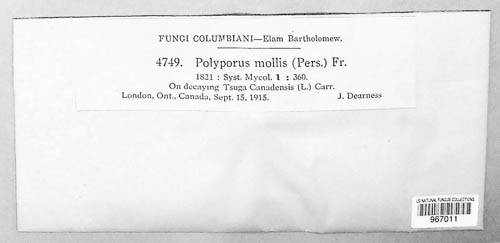 FUNGI COLUMBIANI—Elam Bartholomew.
4749. Polyporus mollis (Pers.) Fr.
1821 : Syst. Mycol. 1 : 360.
On decaying Tsuga Canadensis (L.) Carr.
London, Ont., Canada, Sept. 15, 1915. J. Dearness
US NATIONAL FUNGUS COLLECTIONS
967011